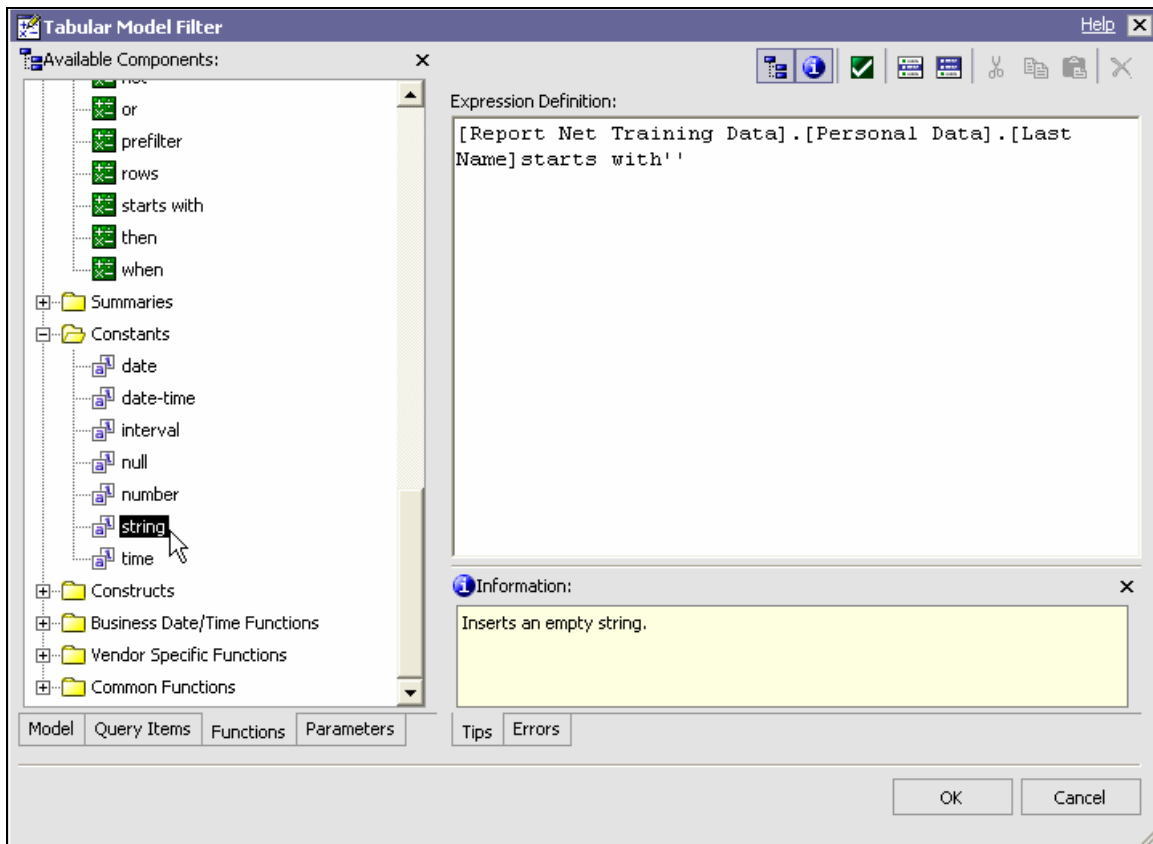 Tabular Model Filter
Help
Available Components:
not
or
prefilter
rows
starts with
then
when
Summaries
Constants
date
date-time
interval
null
number
string
time
Constructs
Business Date/Time Functions
Vendor Specific Functions
Common Functions
Model Query Items Functions Parameters
Expression Definition:
[Report Net Training Data].[Personal Data].[Last
Name]starts with''
Information:
Inserts an empty string.
Tips Errors
OK Cancel